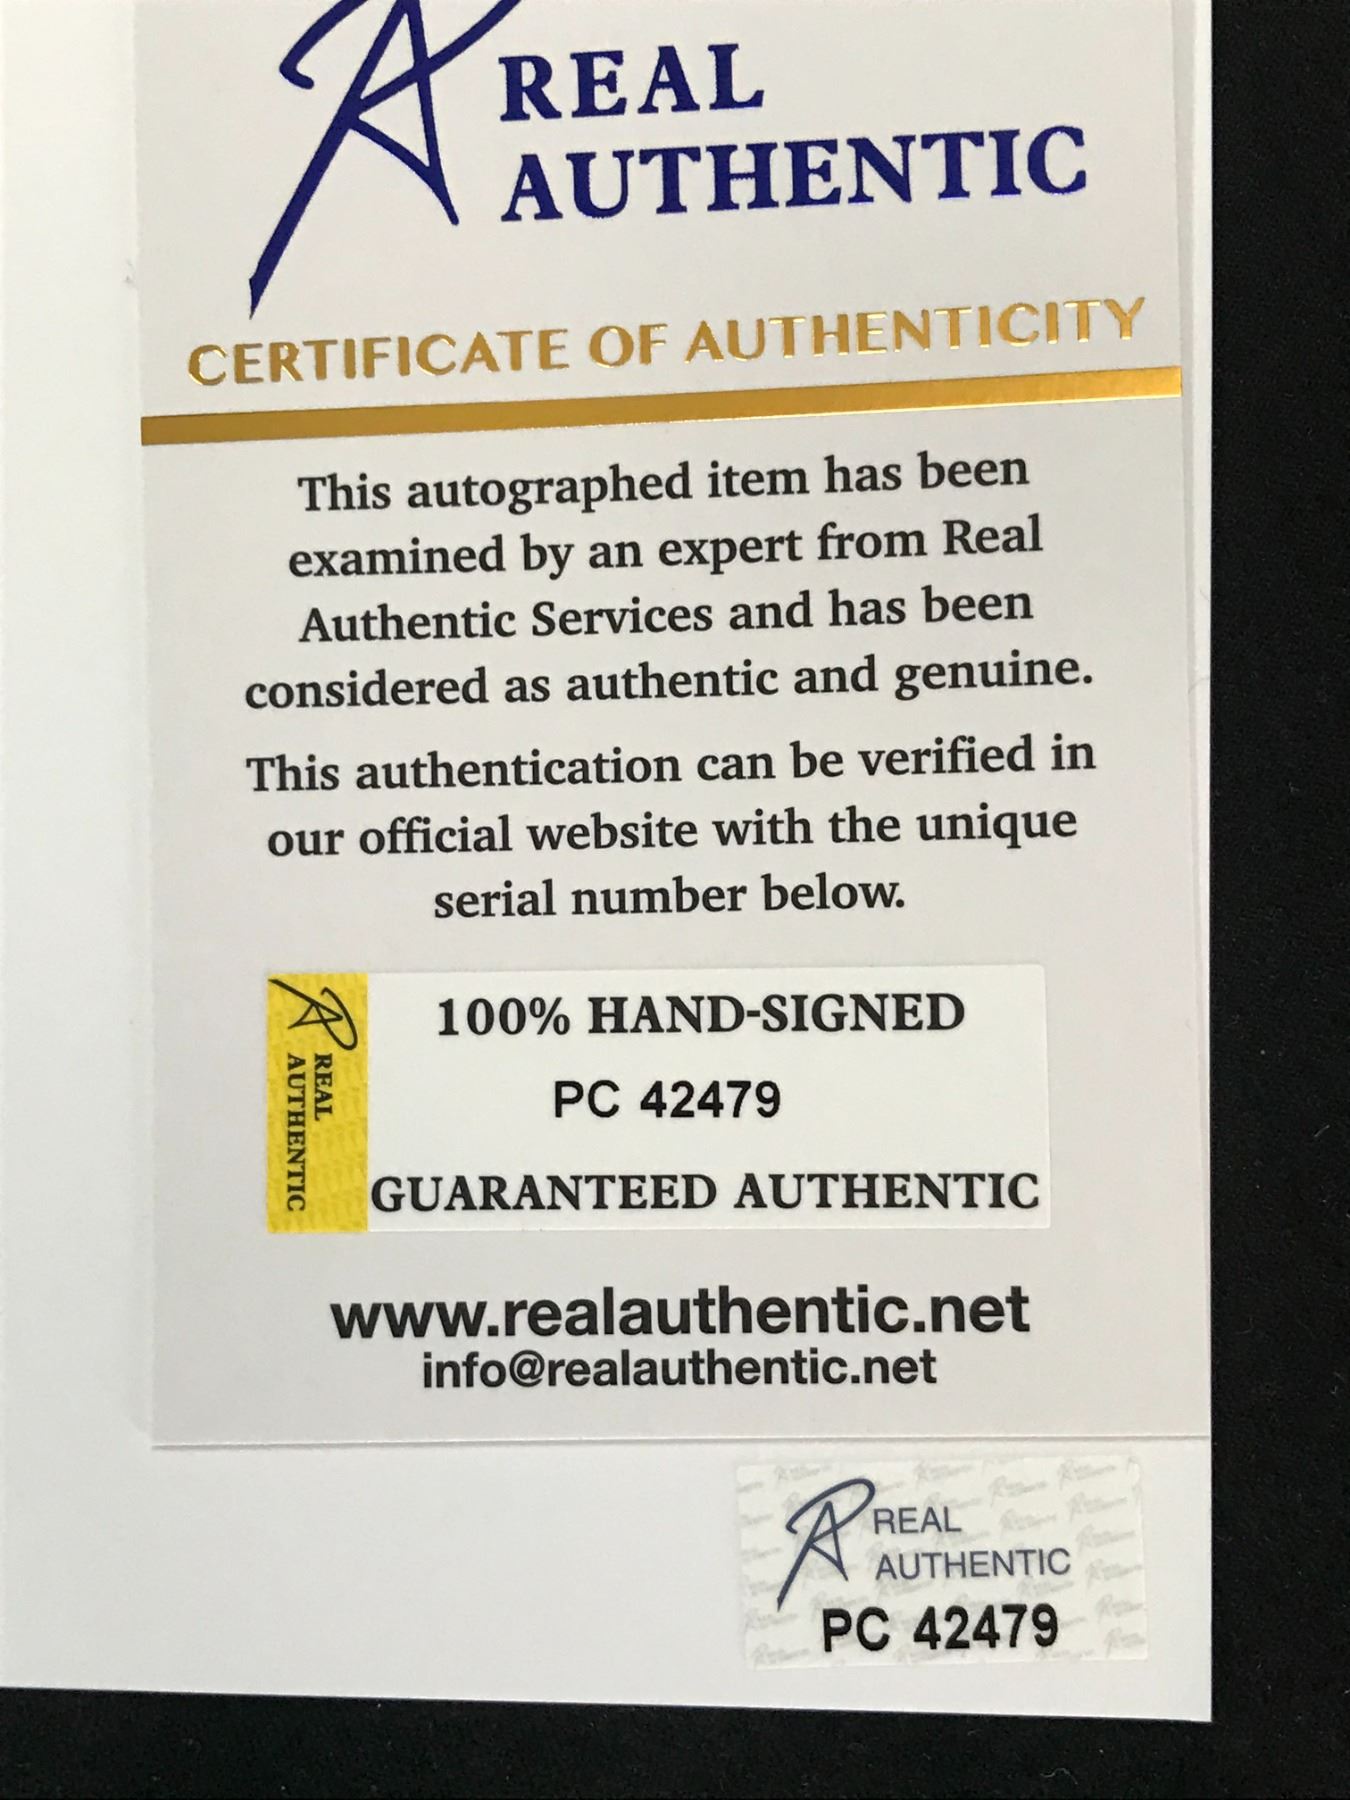 REAL
AUTHENTIC
CERTIFICATE OF AUTHENTICITY
This autographed item has been
examined by an expert from Real
Authentic Services and has been
considered as authentic and genuine.
This authentication can be verified in
our official website with the unique
serial number below.
REAL
AUTHENTIC
100% HAND-SIGNED
PC 42479
GUARANTEED AUTHENTIC
www.realauthentic.net
info@realauthentic.net
REAL
AUTHENTIC
PC 42479